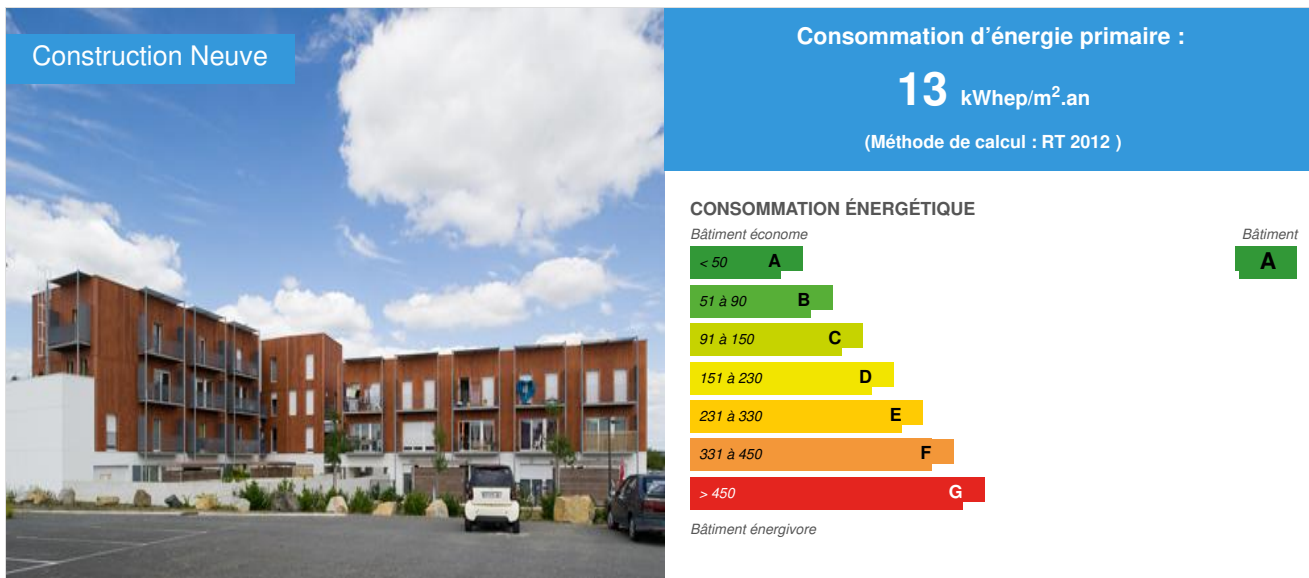 Construction Neuve
Consommation d'énergie primaire :
13 kWhep/m².an
(Méthode de calcul : RT 2012 )
CONSOMMATION ÉNERGÉTIQUE
Bâtiment économe
Bâtiment
< 50 A
A
51 à 90 B
91 à 150 C
151 à 230 D
231 à 330 E
331 à 450 F
> 450 G
Bâtiment énergivore